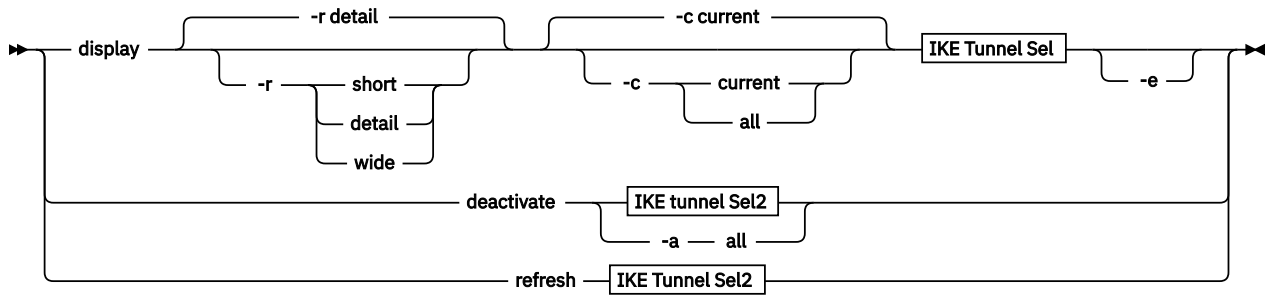 -r detail -c current
display IKE Tunnel Sel
-r short -c current -e
detail all
wide
deactivate IKE tunnel Sel2
-a all
refresh IKE Tunnel Sel2